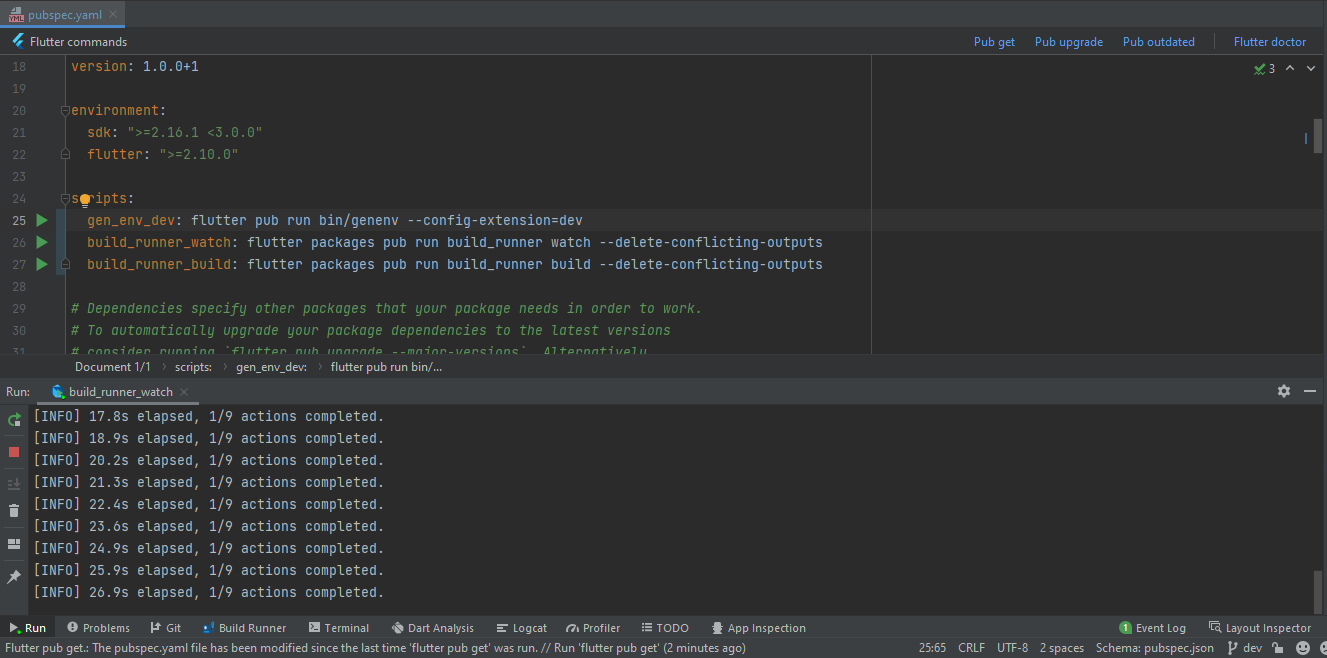 pubspec.yaml
Flutter commands Pub get Pub upgrade Pub outdated Flutter doctor
18 version: 1.0.0+1
3
19
20 environment:
21 sdk: ">=2.16.1 <3.0.0"
22 flutter: ">=2.10.0"
23
24 scripts:
25 gen_env_dev: flutter pub run bin/genenv --config-extension=dev
26 build_runner_watch: flutter packages pub run build_runner watch --delete-conflicting-outputs
27 build_runner_build: flutter packages pub run build_runner build --delete-conflicting-outputs
28
29 # Dependencies specify other packages that your package needs in order to work.
30 # To automatically upgrade your package dependencies to the latest versions
31 # consider running `flutter pub upgrade --major-versions`. Alternatively,
Document 1/1 › scripts: › gen_env_dev: › flutter pub run bin/...
Run: build_runner_watch
[INFO] 17.8s elapsed, 1/9 actions completed.
[INFO] 18.9s elapsed, 1/9 actions completed.
[INFO] 20.2s elapsed, 1/9 actions completed.
[INFO] 21.3s elapsed, 1/9 actions completed.
[INFO] 22.4s elapsed, 1/9 actions completed.
[INFO] 23.6s elapsed, 1/9 actions completed.
[INFO] 24.9s elapsed, 1/9 actions completed.
[INFO] 25.9s elapsed, 1/9 actions completed.
[INFO] 26.9s elapsed, 1/9 actions completed.
Run Problems Git Build Runner Terminal Dart Analysis Logcat Profiler TODO App Inspection 1 Event Log Layout Inspector
Flutter pub get.: The pubspec.yaml file has been modified since the last time 'flutter pub get' was run. // Run 'flutter pub get' (2 minutes ago) 25:65 CRLF UTF-8 2 spaces Schema: pubspec.json dev